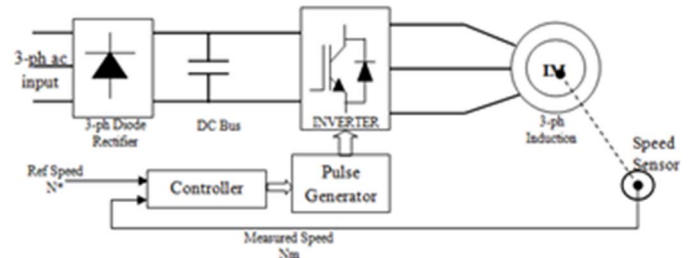 3-ph ac
input
3-ph Diode
Rectifier
DC Bus
INVERTER
3-ph
Induction
Speed
Sensor
Ref Speed
N*
Controller
Pulse
Generator
Measured Speed
Nm